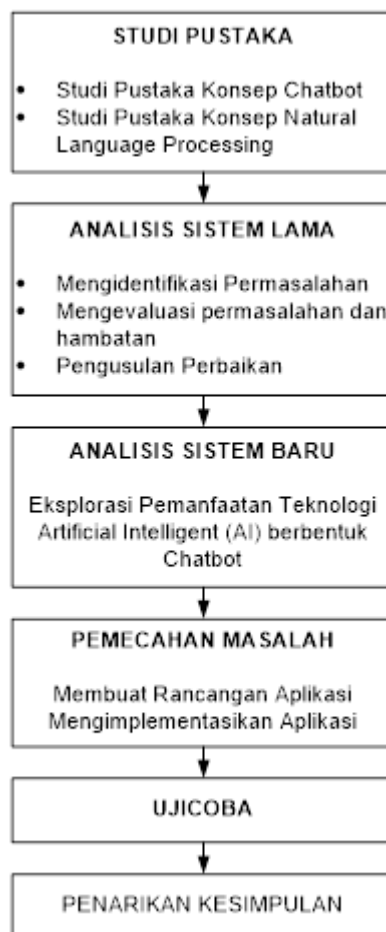 STUDI PUSTAKA
• Studi Pustaka Konsep Chatbot
• Studi Pustaka Konsep Natural
Language Processing
ANALISIS SISTEM LAMA
• Mengidentifikasi Permasalahan
• Mengevaluasi permasalahan dan
hambatan
• Pengusulan Perbaikan
ANALISIS SISTEM BARU
Eksplorasi Pemanfaatan Teknologi
Artificial Intelligent (AI) berbentuk
Chatbot
PEMECAHAN MASALAH
Membuat Rancangan Aplikasi
Mengimplementasikan Aplikasi
UJICOBA
PENARIKAN KESIMPULAN